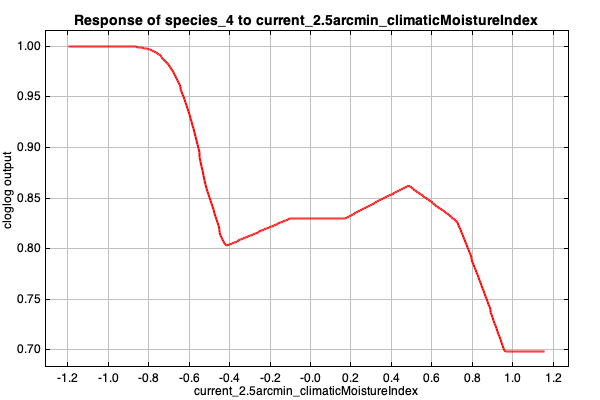 Response of species_4 to current_2.5arcmin_climaticMoistureIndex
cloglog output
1.00
0.95
0.90
0.85
0.80
0.75
0.70
-1.2 -1.0 -0.8 -0.6 -0.4 -0.2 -0.0 0.2 0.4 0.6 0.8 1.0 1.2
current_2.5arcmin_climaticMoistureIndex